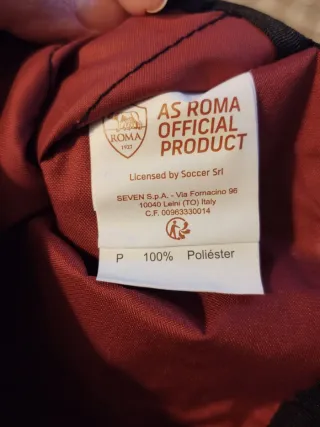 ROMA
1927
AS ROMA
OFFICIAL
PRODUCT
Licensed by Soccer Srl
SEVEN S.p.A. - Via Fornacino 96
10040 Leinì (TO) Italy
C.F. 00963330014
P 100% Poliéster